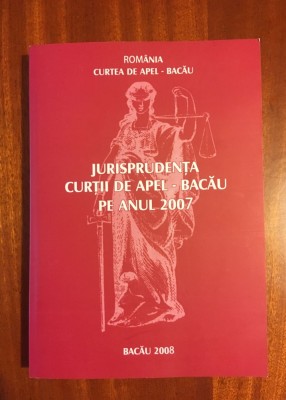 ROMÂNIA
CURTEA DE APEL - BACĂU
JURISPRUDENȚA
CURȚII DE APEL - BACĂU
PE ANUL 2007
BACĂU 2008